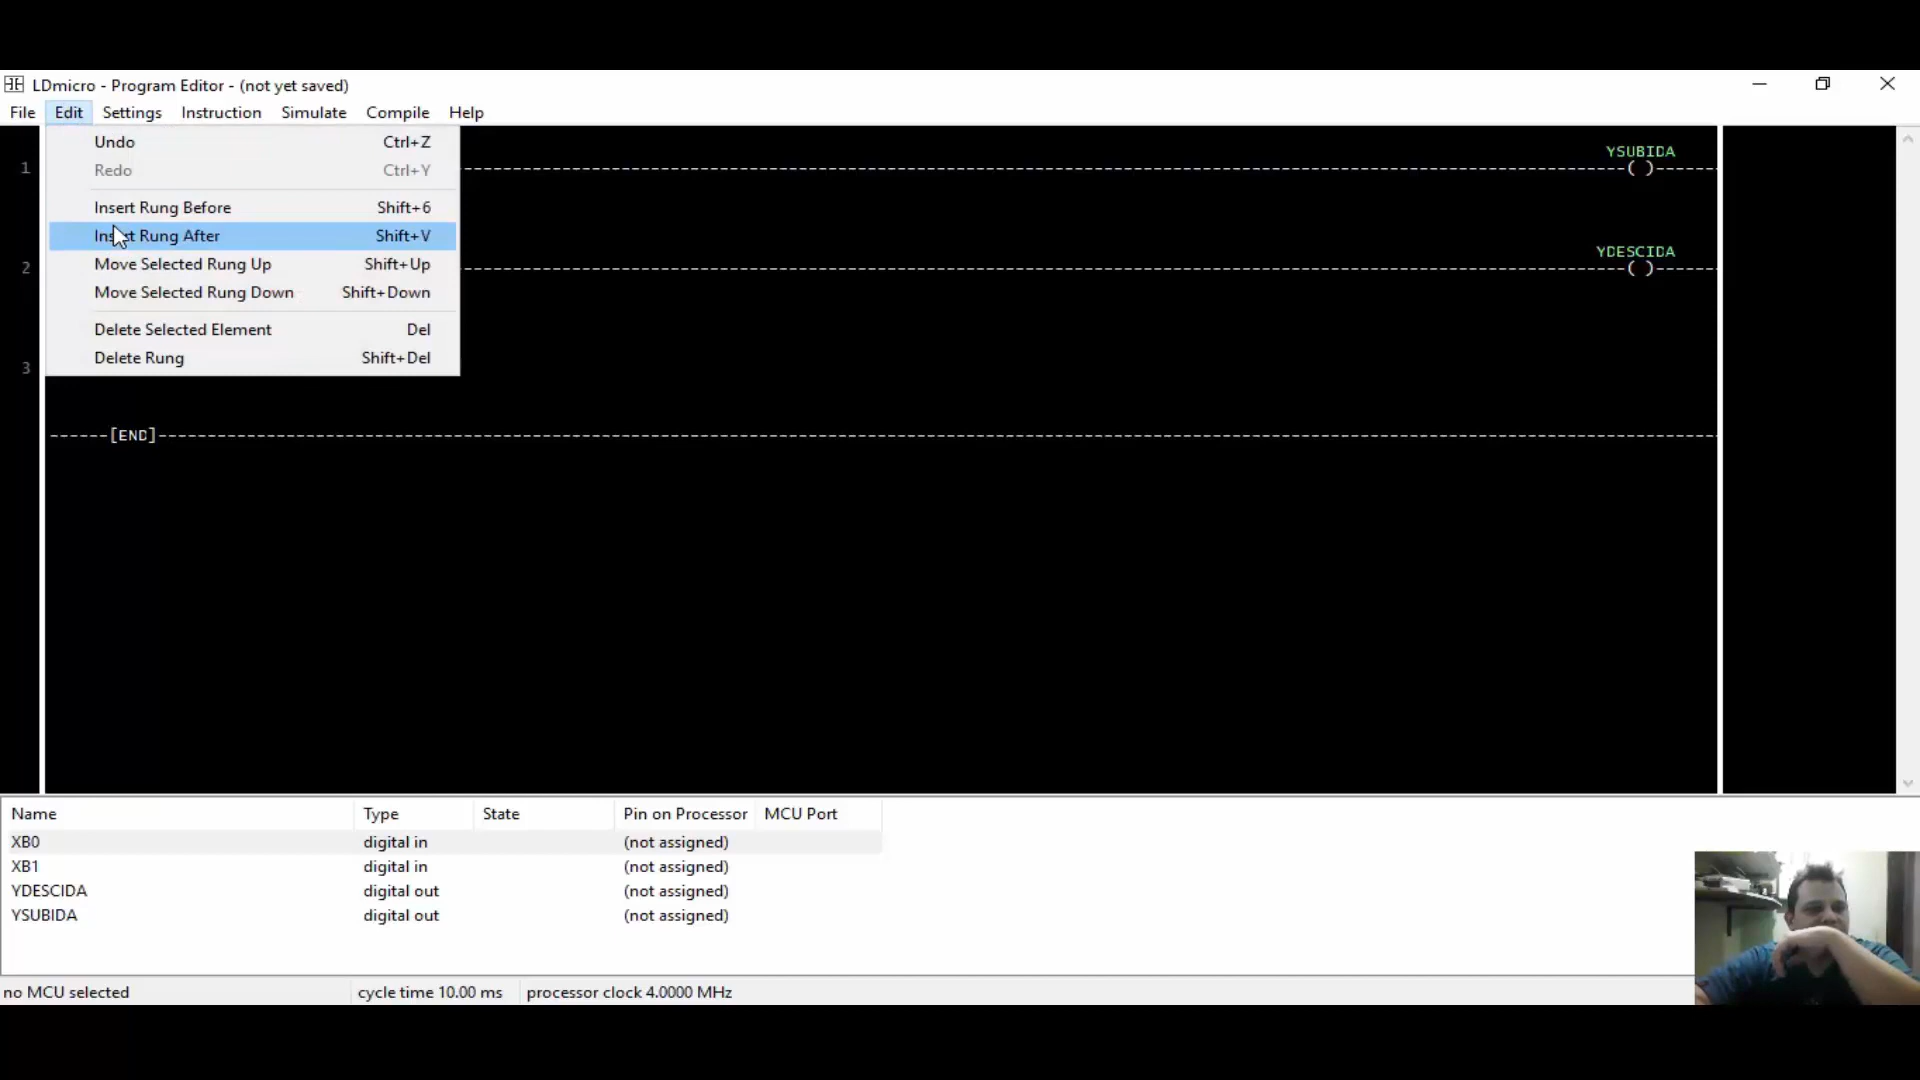 LDmicro - Program Editor - (not yet saved)
File Edit Settings Instruction Simulate Compile Help
Undo Ctrl+Z
Redo Ctrl+Y
Insert Rung Before Shift+6
Insert Rung After Shift+V
Move Selected Rung Up Shift+Up
Move Selected Rung Down Shift+Down
Delete Selected Element Del
Delete Rung Shift+Del
YSUBIDA
1 ( )
YDESCIDA
2 ( )
3
[END]
Name Type State Pin on Processor MCU Port
XB0 digital in (not assigned)
XB1 digital in (not assigned)
YDESCIDA digital out (not assigned)
YSUBIDA digital out (not assigned)
no MCU selected cycle time 10.00 ms processor clock 4.0000 MHz